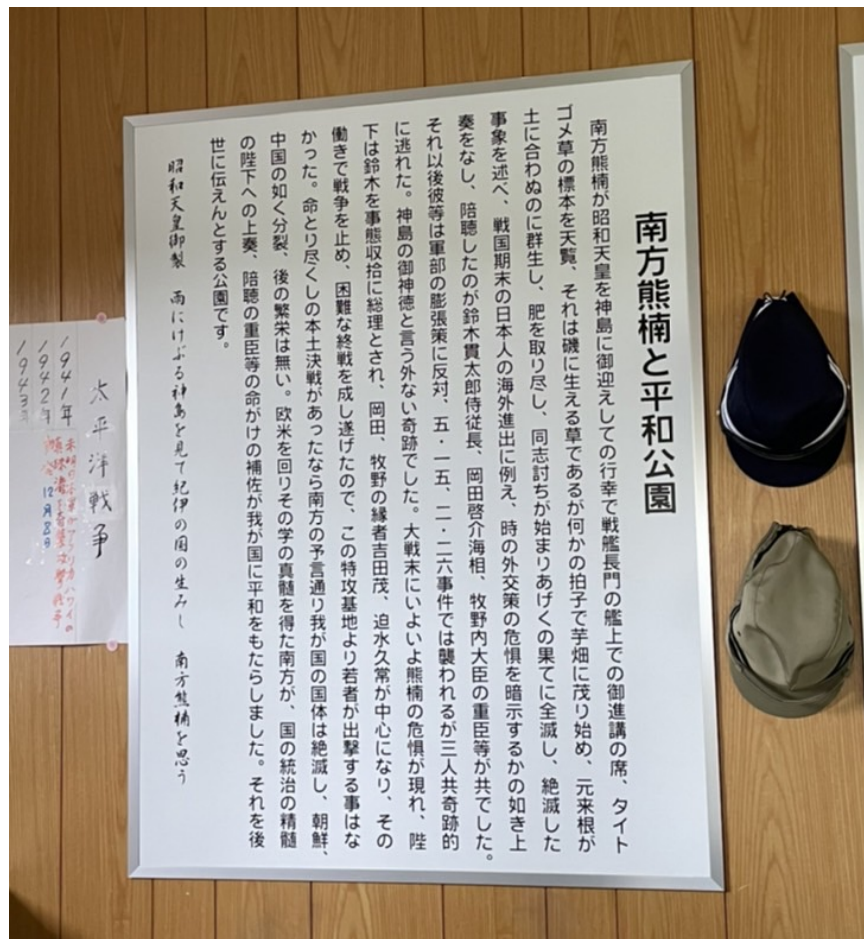 南方熊楠と平和公園
南方熊楠が昭和天皇を神島に御迎えしての行幸で戦艦長門の艦上での御進講の席、タイト
ゴメ草の標本を天覧、それは磯に生える草であるが何かの拍子で芋畑に茂り始め、元来根が
土に合わぬのに群生し、肥を取り尽し、同志討ちが始まりあげくの果てに全滅し、絶滅した
事象を述べ、戦国期末の日本人の海外進出に例え、時の外交策の危惧を暗示するかの如き上
奏をなし、陪聴したのが鈴木貫太郎侍従長、岡田啓介海相、牧野内大臣の重臣等が共でした。
それ以後彼等は軍部の膨張策に反対、五・一五、二・二六事件では襲われるが三人共奇跡的
に逃れた。神島の御神徳と言う外ない奇跡でした。大戦末にいよいよ熊楠の危惧が現れ、陛
下は鈴木を事態収拾に総理とされ、岡田、牧野の縁者吉田茂、迫水久常が中心になり、その
働きで戦争を止め、困難な終戦を成し遂げたので、この特攻基地より若者が出撃する事はな
かった。命とり尽くしの本土決戦があったなら南方の予言通り我が国の国体は絶滅し、朝鮮、
中国の如く分裂、後の繁栄は無い。欧米を回りその学の真髄を得た南方が、国の統治の精髄
の陛下への上奏、陪聴の重臣等の命がけの補佐が我が国に平和をもたらしました。それを後
世に伝えんとする公園です。
昭和天皇御製　雨にけぶる神島を見て紀伊の国の生みし　南方熊楠を思う
太平洋戦争
1941年
12月8日
1942年
1943年